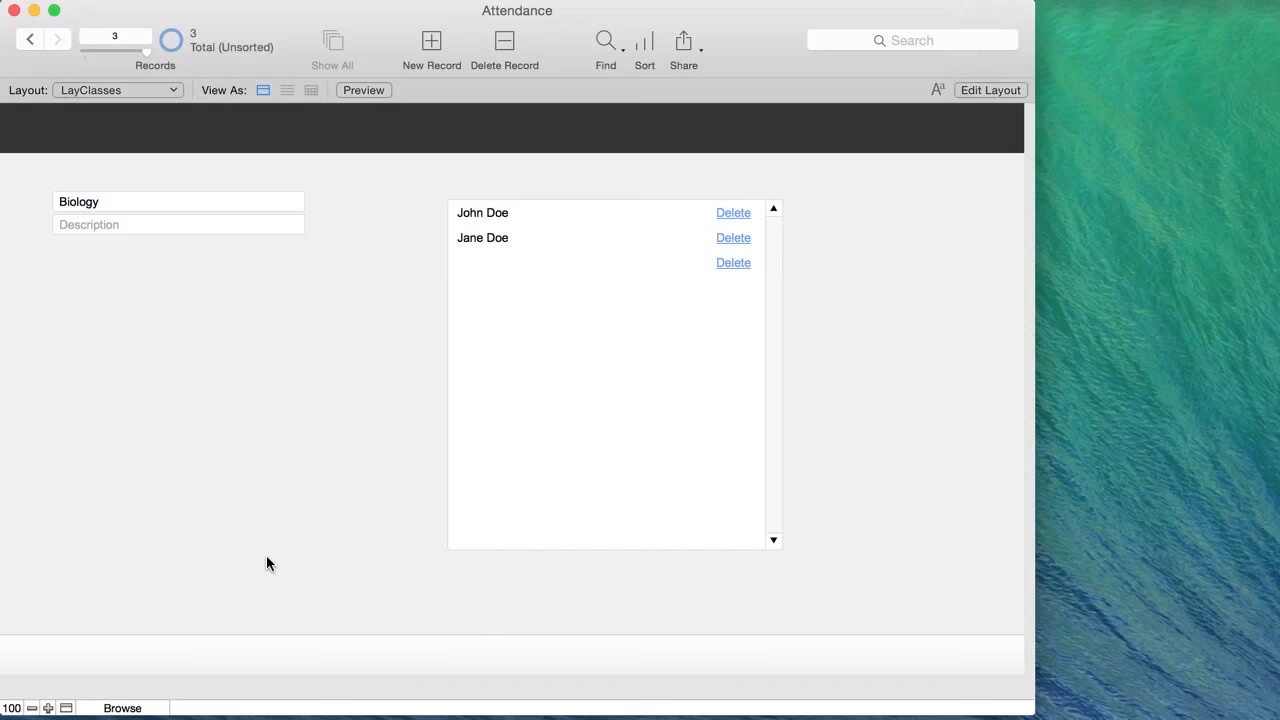 Attendance
3
3
Total (Unsorted)
Records
Show All
New Record
Delete Record
Find
Sort
Share
Search
Layout:
LayClasses
View As:
Preview
Aa
Edit Layout
Biology
Description
John Doe
Delete
Jane Doe
Delete
Delete
100
Browse